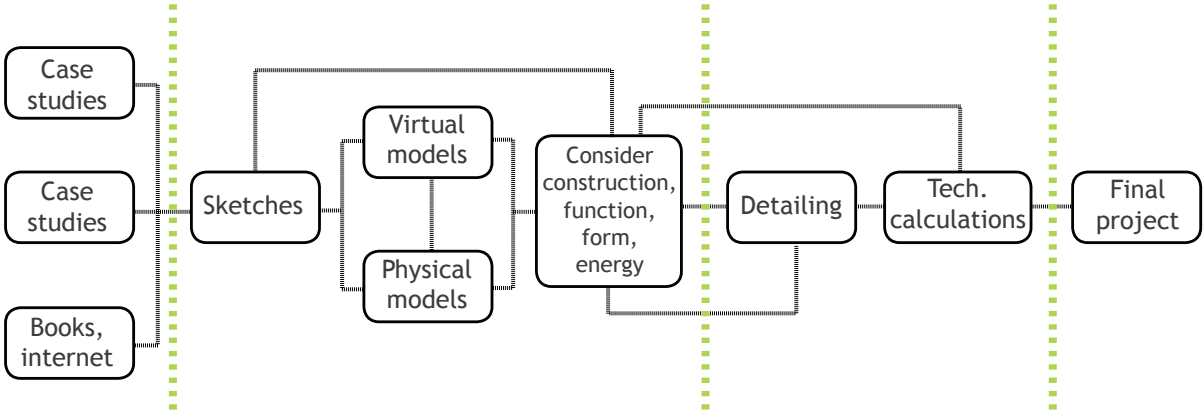 Case
studies
Case
studies
Books,
internet
Sketches
Virtual
models
Physical
models
Consider
construction,
function,
form,
energy
Detailing
Tech.
calculations
Final
project